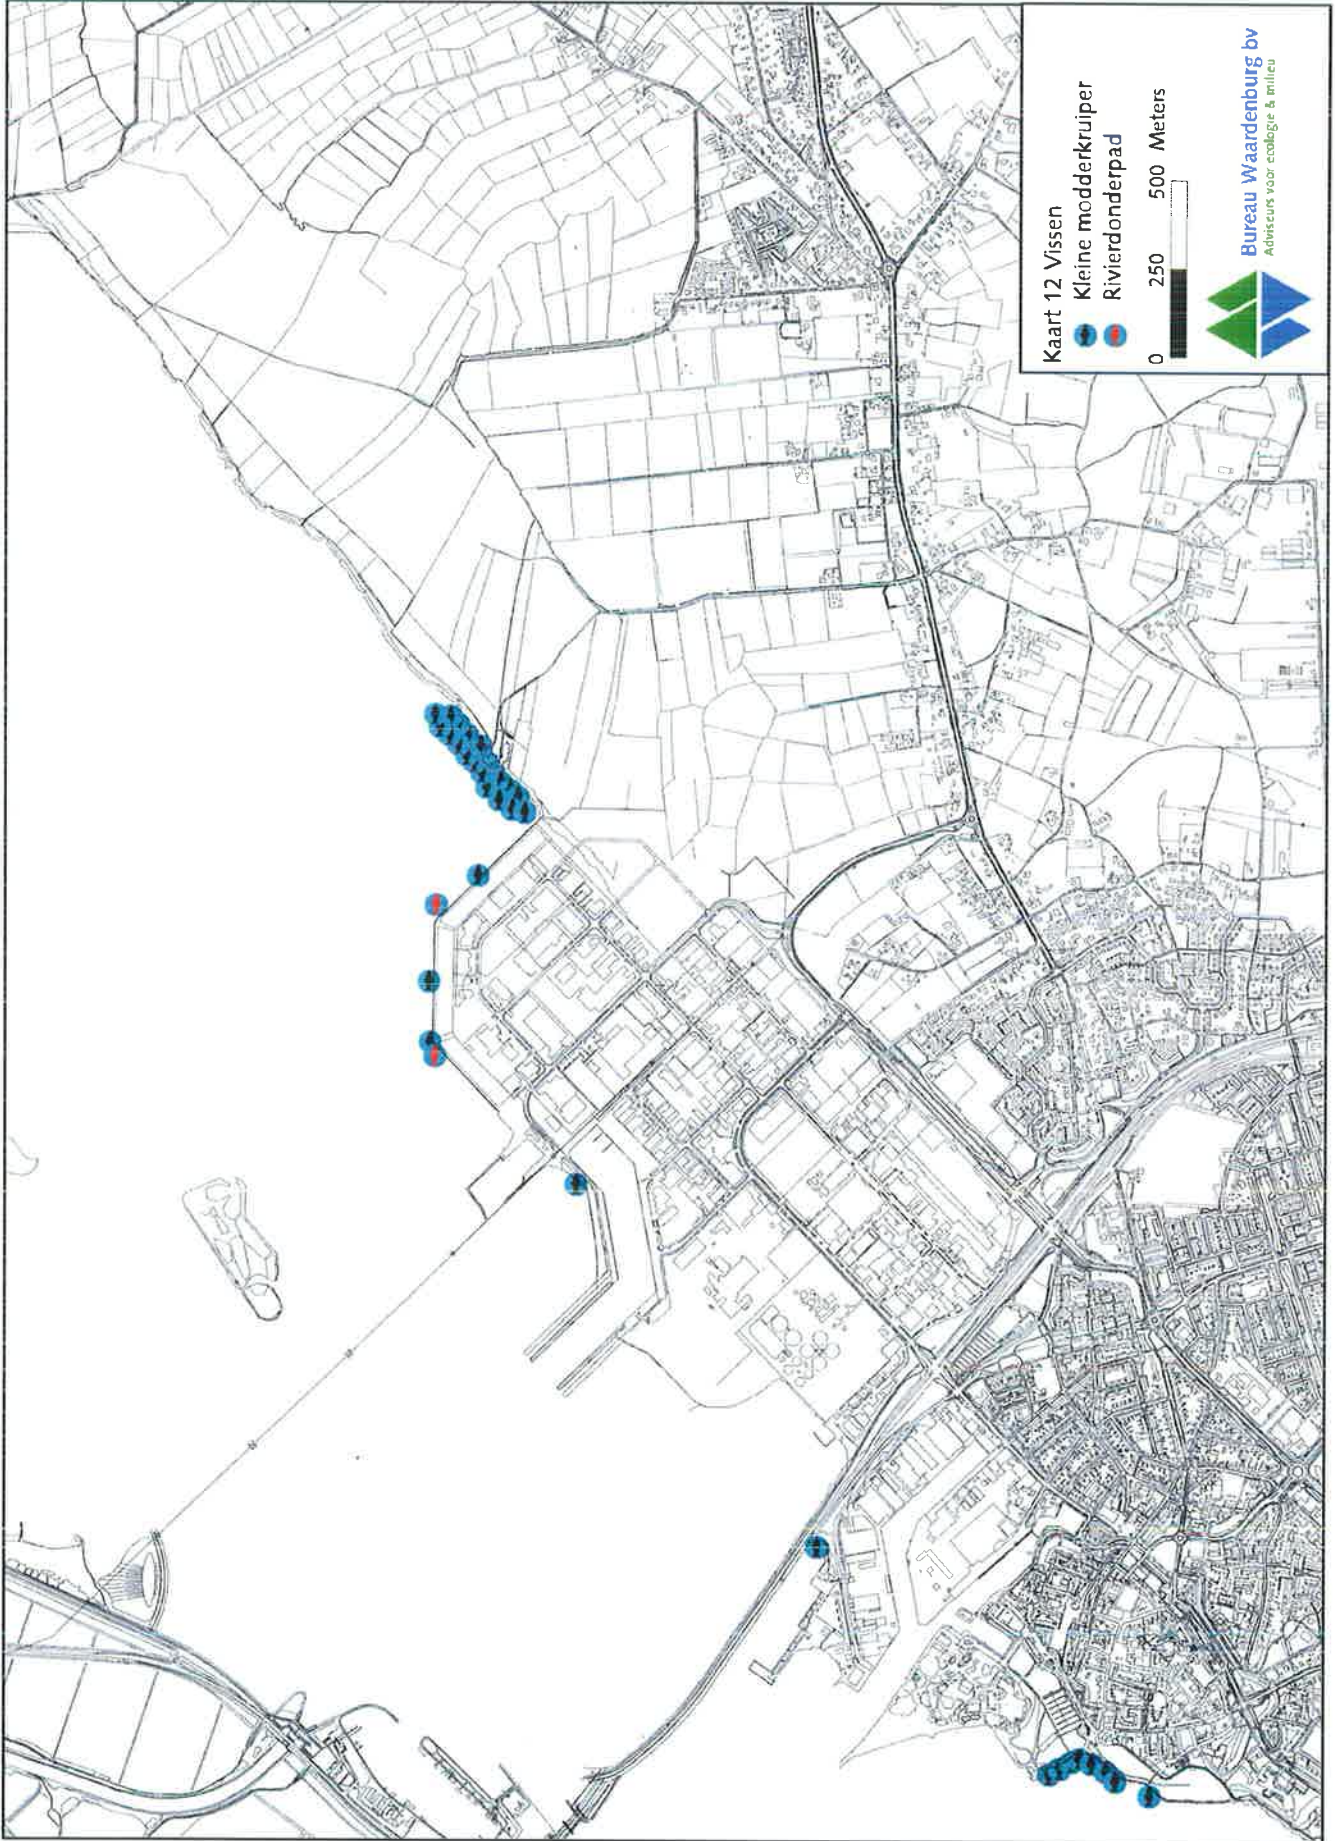 Kaart 12 Vissen
Kleine modderkruiper
Rivierdonderpad
0 250 500 Meters
Bureau Waardenburg bv
Adviseurs voor ecologie & milieu